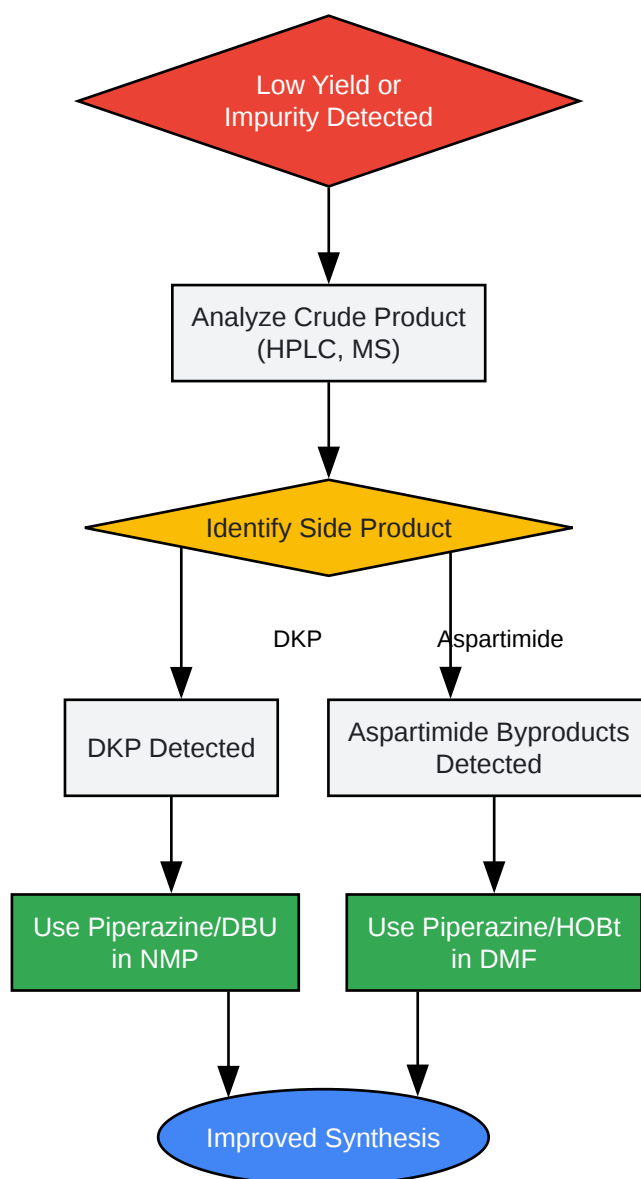 Low Yield or
Impurity Detected
Analyze Crude Product
(HPLC, MS)
Identify Side Product
DKP
Aspartimide
DKP Detected
Aspartimide Byproducts
Detected
Use Piperazine/DBU
in NMP
Use Piperazine/HOBt
in DMF
Improved Synthesis